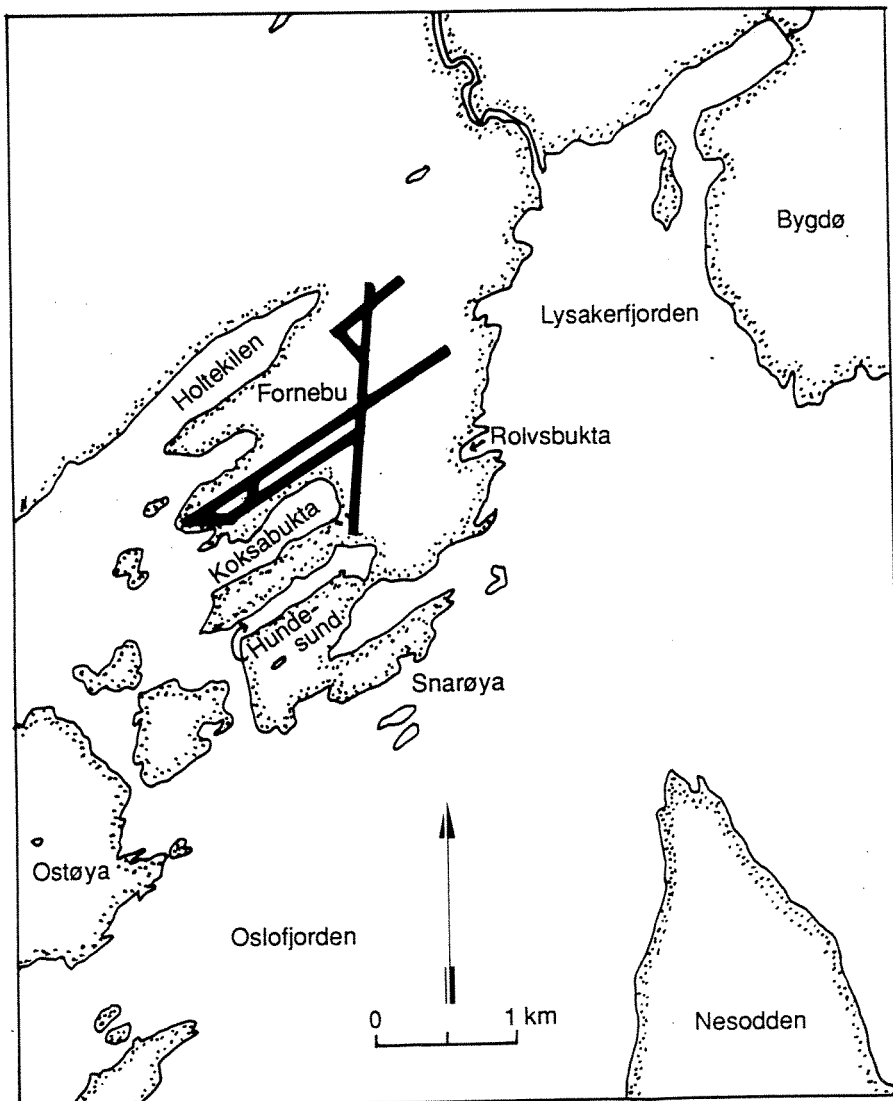 Bygdø
Lysakerfjorden
Holtekilen
Fornebu
Rolvsbukta
Koksabukta
Hunde-
sund
Snarøya
Ostøya
Oslofjorden
0 1 km
Nesodden